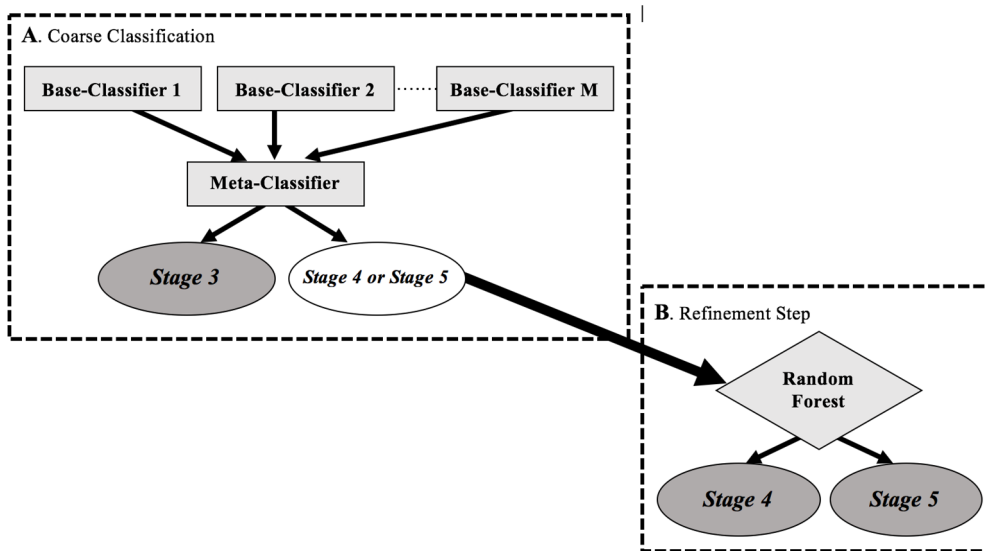 A. Coarse Classification
Base-Classifier 1
Base-Classifier 2
Base-Classifier M
Meta-Classifier
Stage 3
Stage 4 or Stage 5
B. Refinement Step
Random
Forest
Stage 4
Stage 5